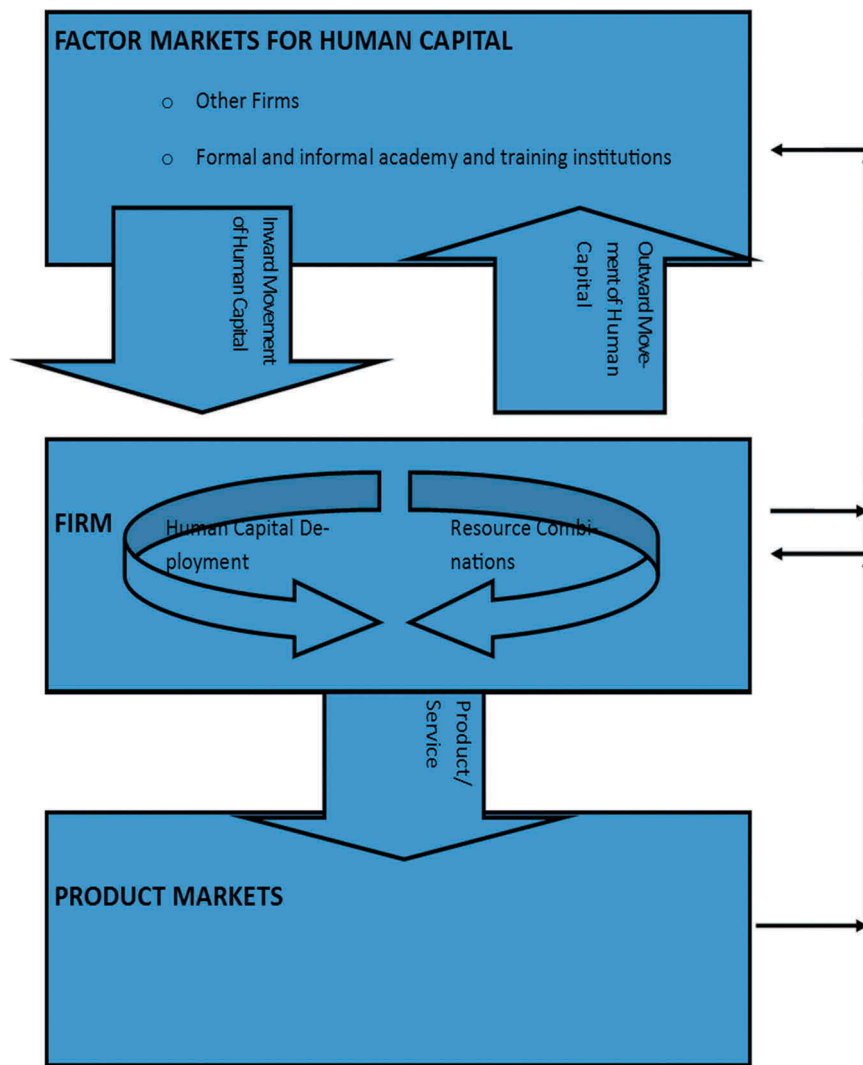 FACTOR MARKETS FOR HUMAN CAPITAL
○ Other Firms
○ Formal and informal academy and training institutions
Inward Movement
of Human Capital
Outward Move-
ment of Human
Capital
FIRM
Human Capital De-
ployment
Resource Combi-
nations
Product/
Service
PRODUCT MARKETS